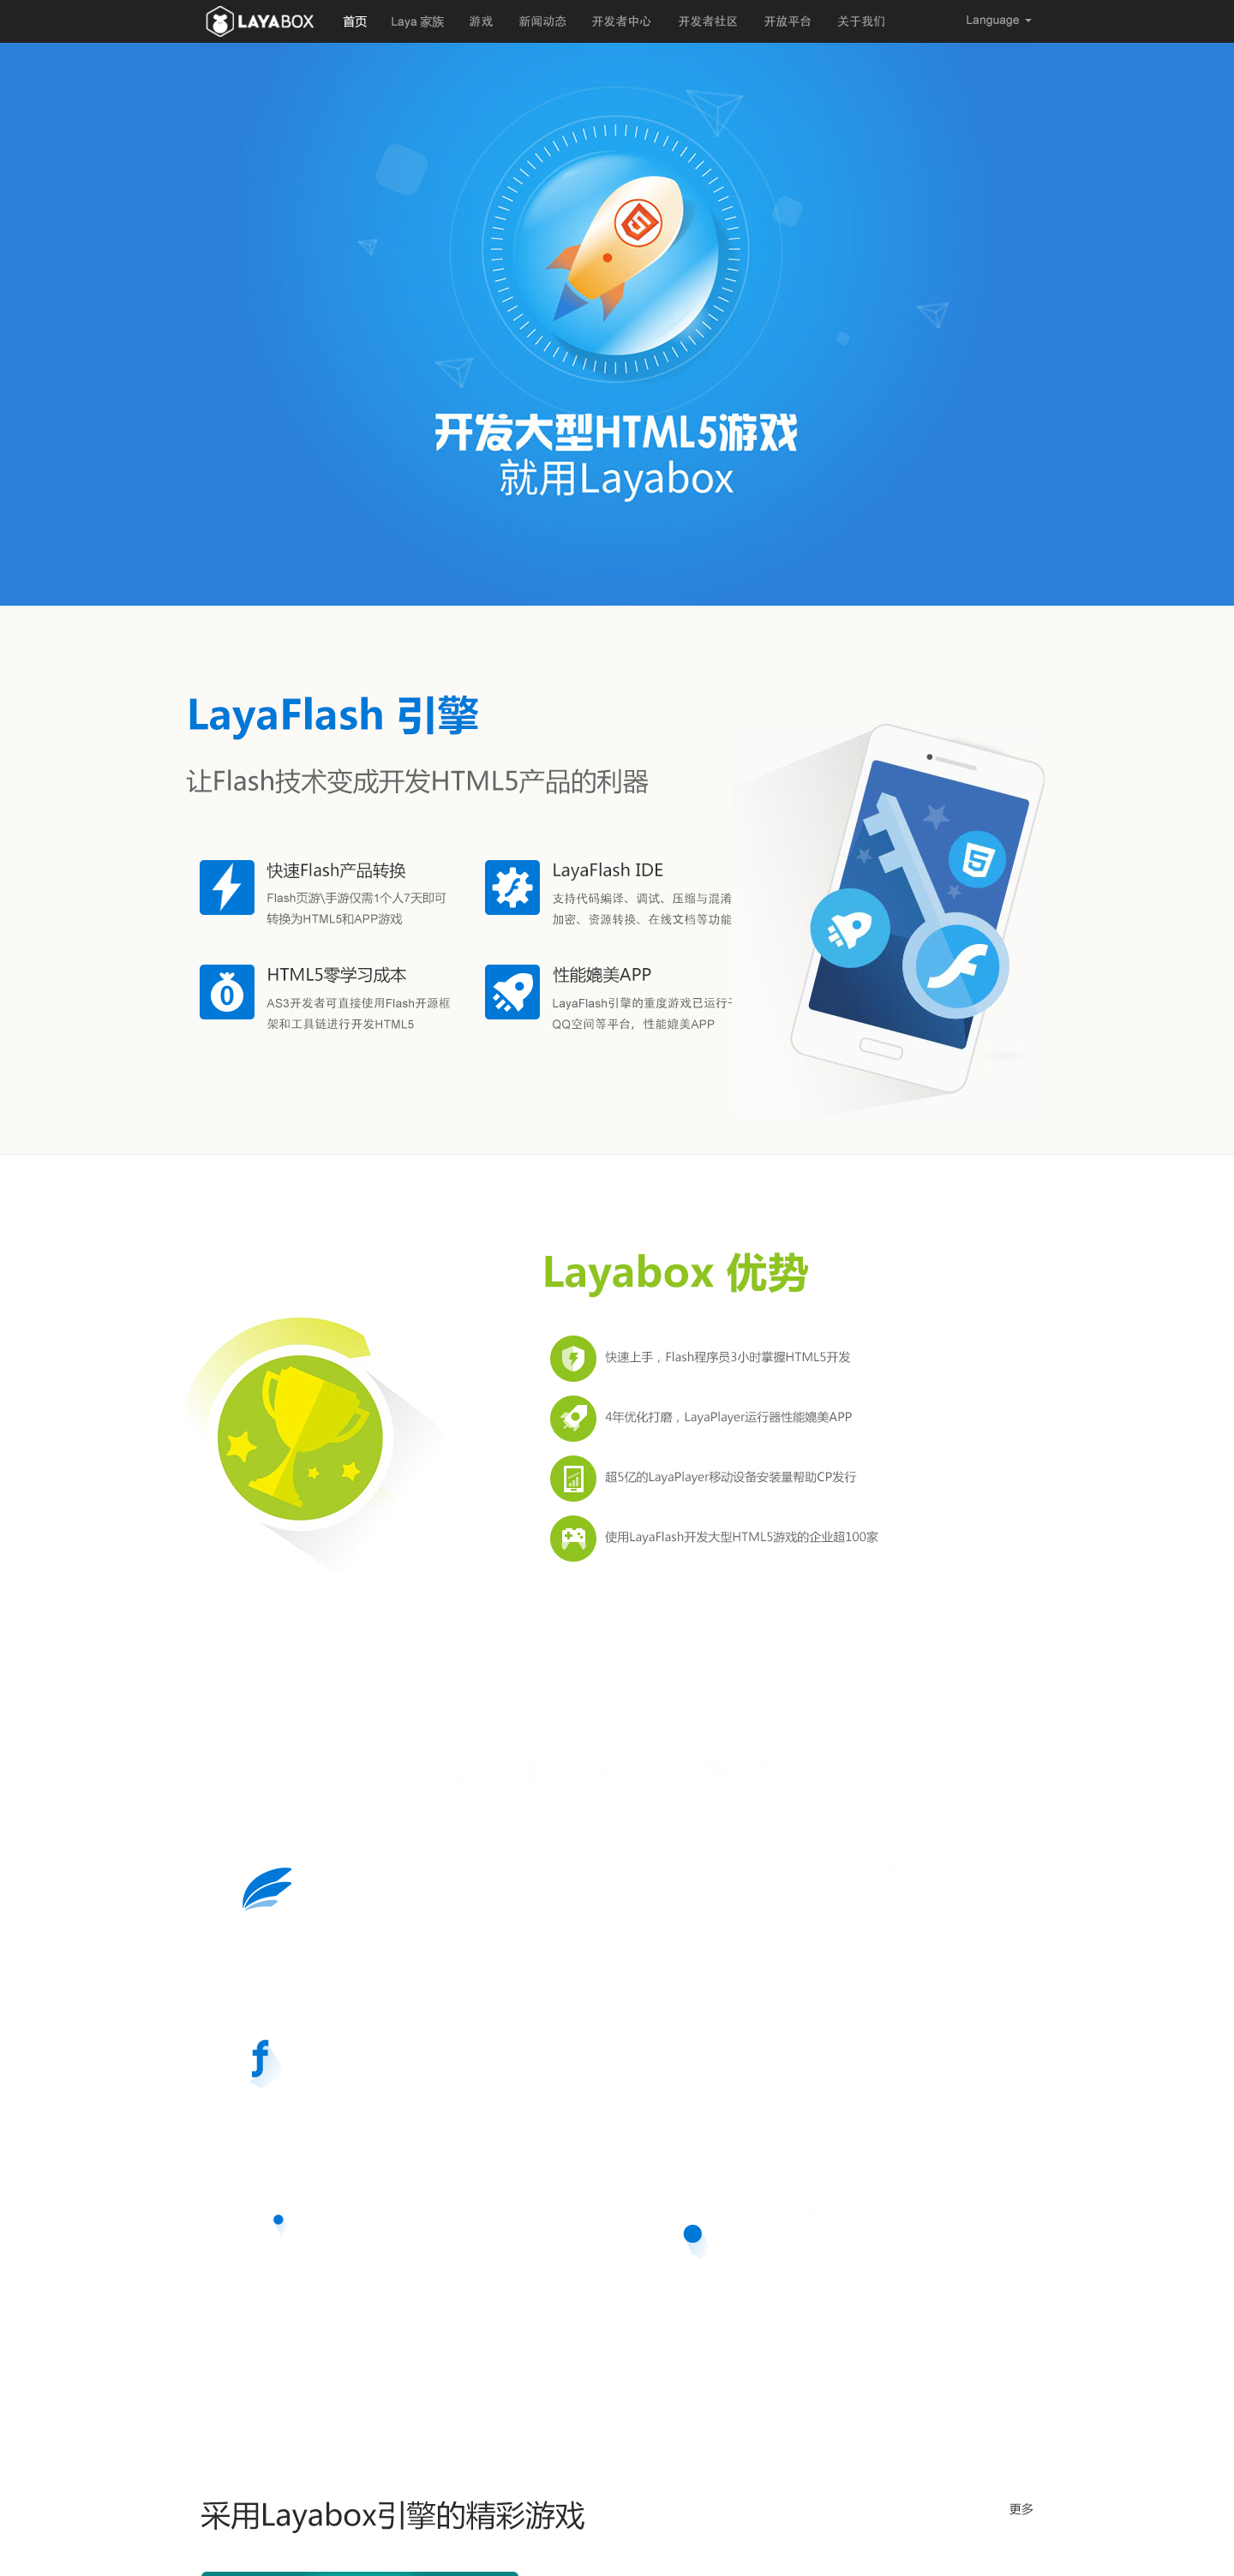 LAYABOX
首页
Laya 家族
游戏
新闻动态
开发者中心
开发者社区
开放平台
关于我们
Language
开发大型HTML5游戏
就用Layabox
LayaFlash 引擎
让Flash技术变成开发HTML5产品的利器
快速Flash产品转换
Flash页游\手游仅需1个人7天即可
转换为HTML5和APP游戏
LayaFlash IDE
支持代码编译、调试、压缩与混淆
加密、资源转换、在线文档等功能
HTML5零学习成本
AS3开发者可直接使用Flash开源框
架和工具链进行开发HTML5
性能媲美APP
LayaFlash引擎的重度游戏已运行于
QQ空间等平台，性能媲美APP
Layabox 优势
快速上手，Flash程序员3小时掌握HTML5开发
4年优化打磨，LayaPlayer运行器性能媲美APP
超5亿的LayaPlayer移动设备安装量帮助CP发行
使用LayaFlash开发大型HTML5游戏的企业超100家
采用Layabox引擎的精彩游戏
更多